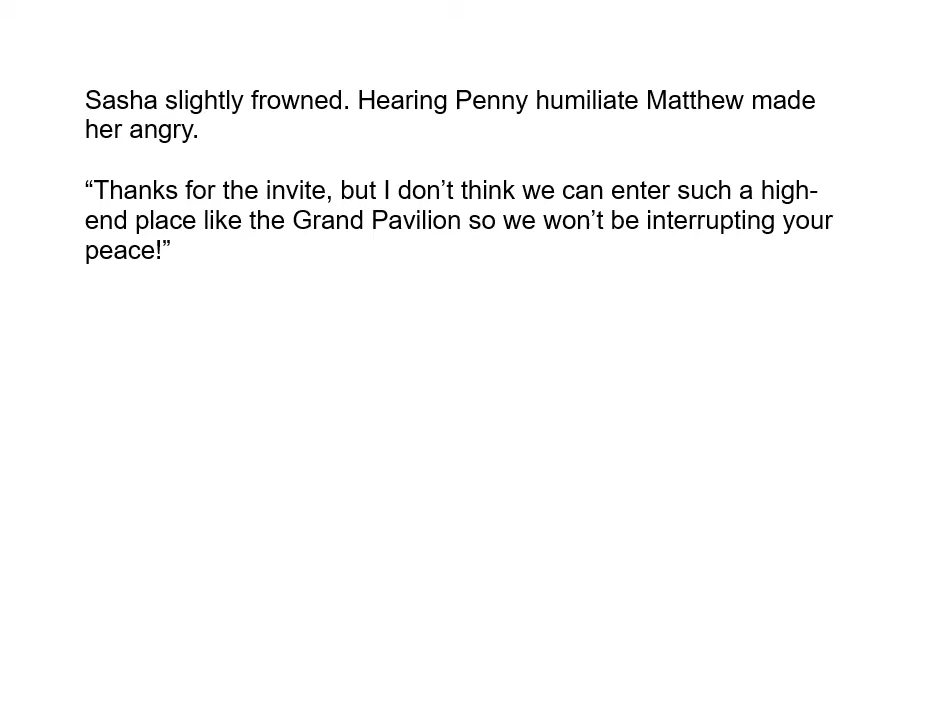 Sasha slightly frowned. Hearing Penny humiliate Matthew made
her angry.
“Thanks for the invite, but I don’t think we can enter such a high-
end place like the Grand Pavilion so we won’t be interrupting your
peace!”